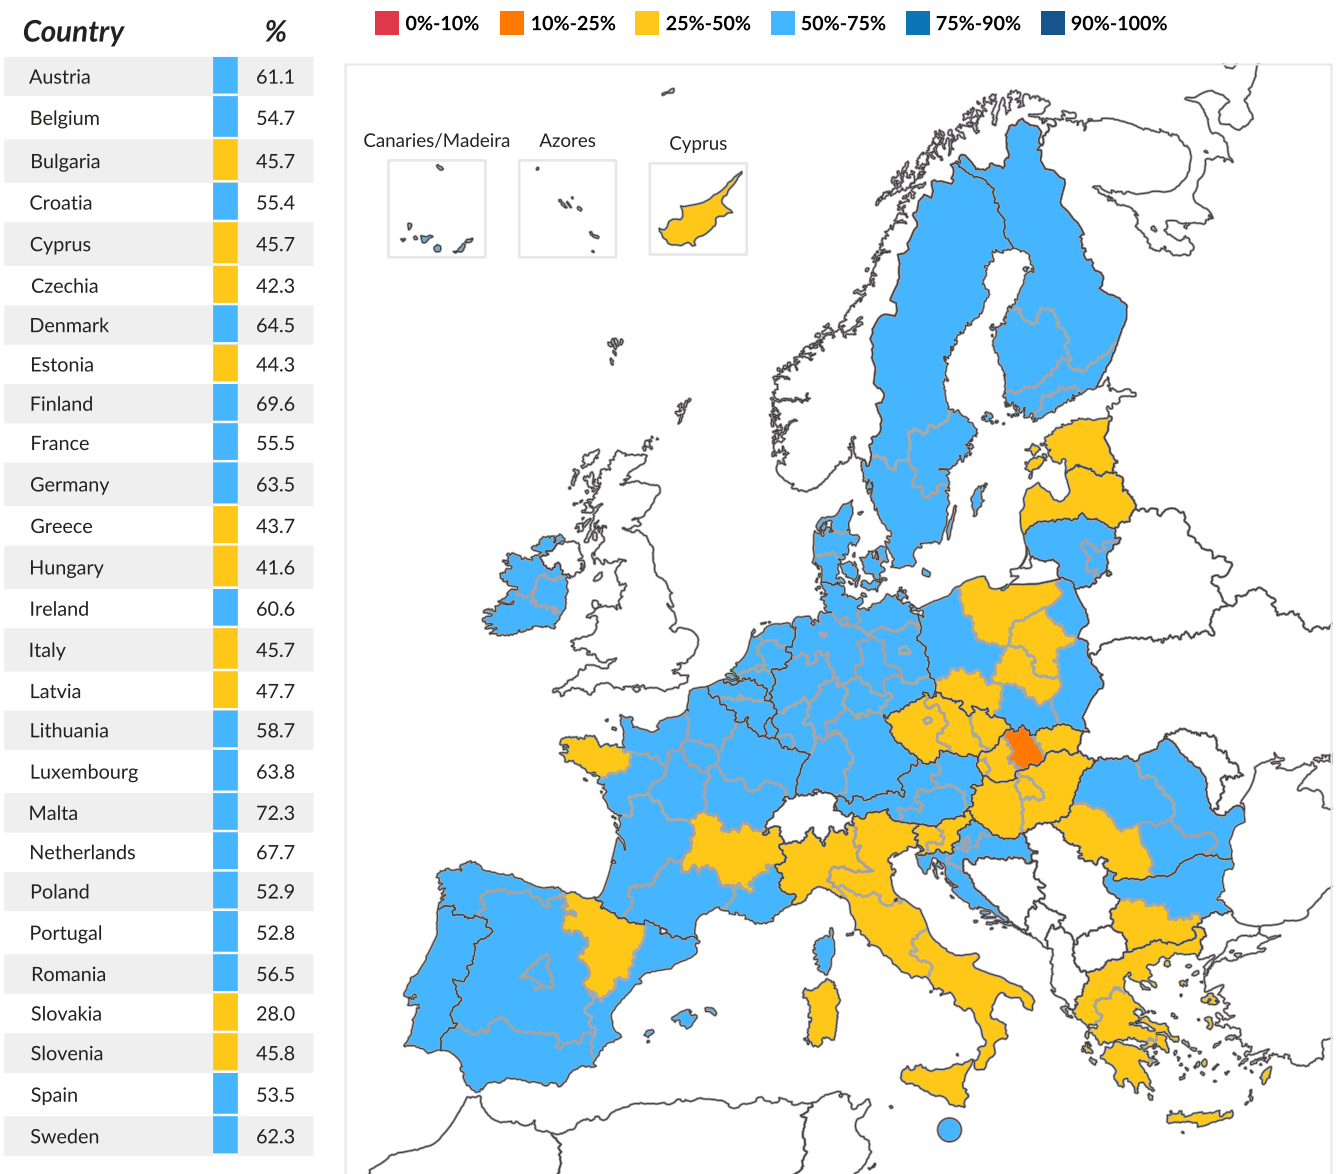 Country %
0%-10% 10%-25% 25%-50% 50%-75% 75%-90% 90%-100%
Austria 61.1
Belgium 54.7
Bulgaria 45.7
Croatia 55.4
Cyprus 45.7
Czechia 42.3
Denmark 64.5
Estonia 44.3
Finland 69.6
France 55.5
Germany 63.5
Greece 43.7
Hungary 41.6
Ireland 60.6
Italy 45.7
Latvia 47.7
Lithuania 58.7
Luxembourg 63.8
Malta 72.3
Netherlands 67.7
Poland 52.9
Portugal 52.8
Romania 56.5
Slovakia 28.0
Slovenia 45.8
Spain 53.5
Sweden 62.3
Canaries/Madeira
Azores
Cyprus